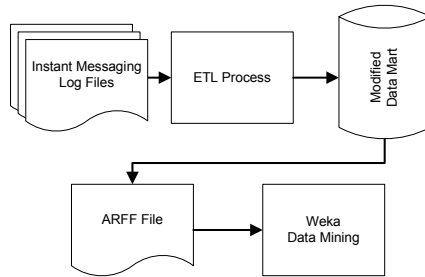 Instant Messaging
Log Files
ETL Process
Modified
Data Mart
ARFF File
Weka
Data Mining